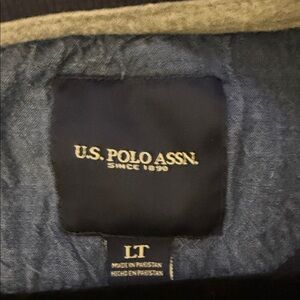 U.S. POLO ASSN.
SINCE 1890
LT
MADE IN PAKISTAN
HECHO EN PAKISTAN